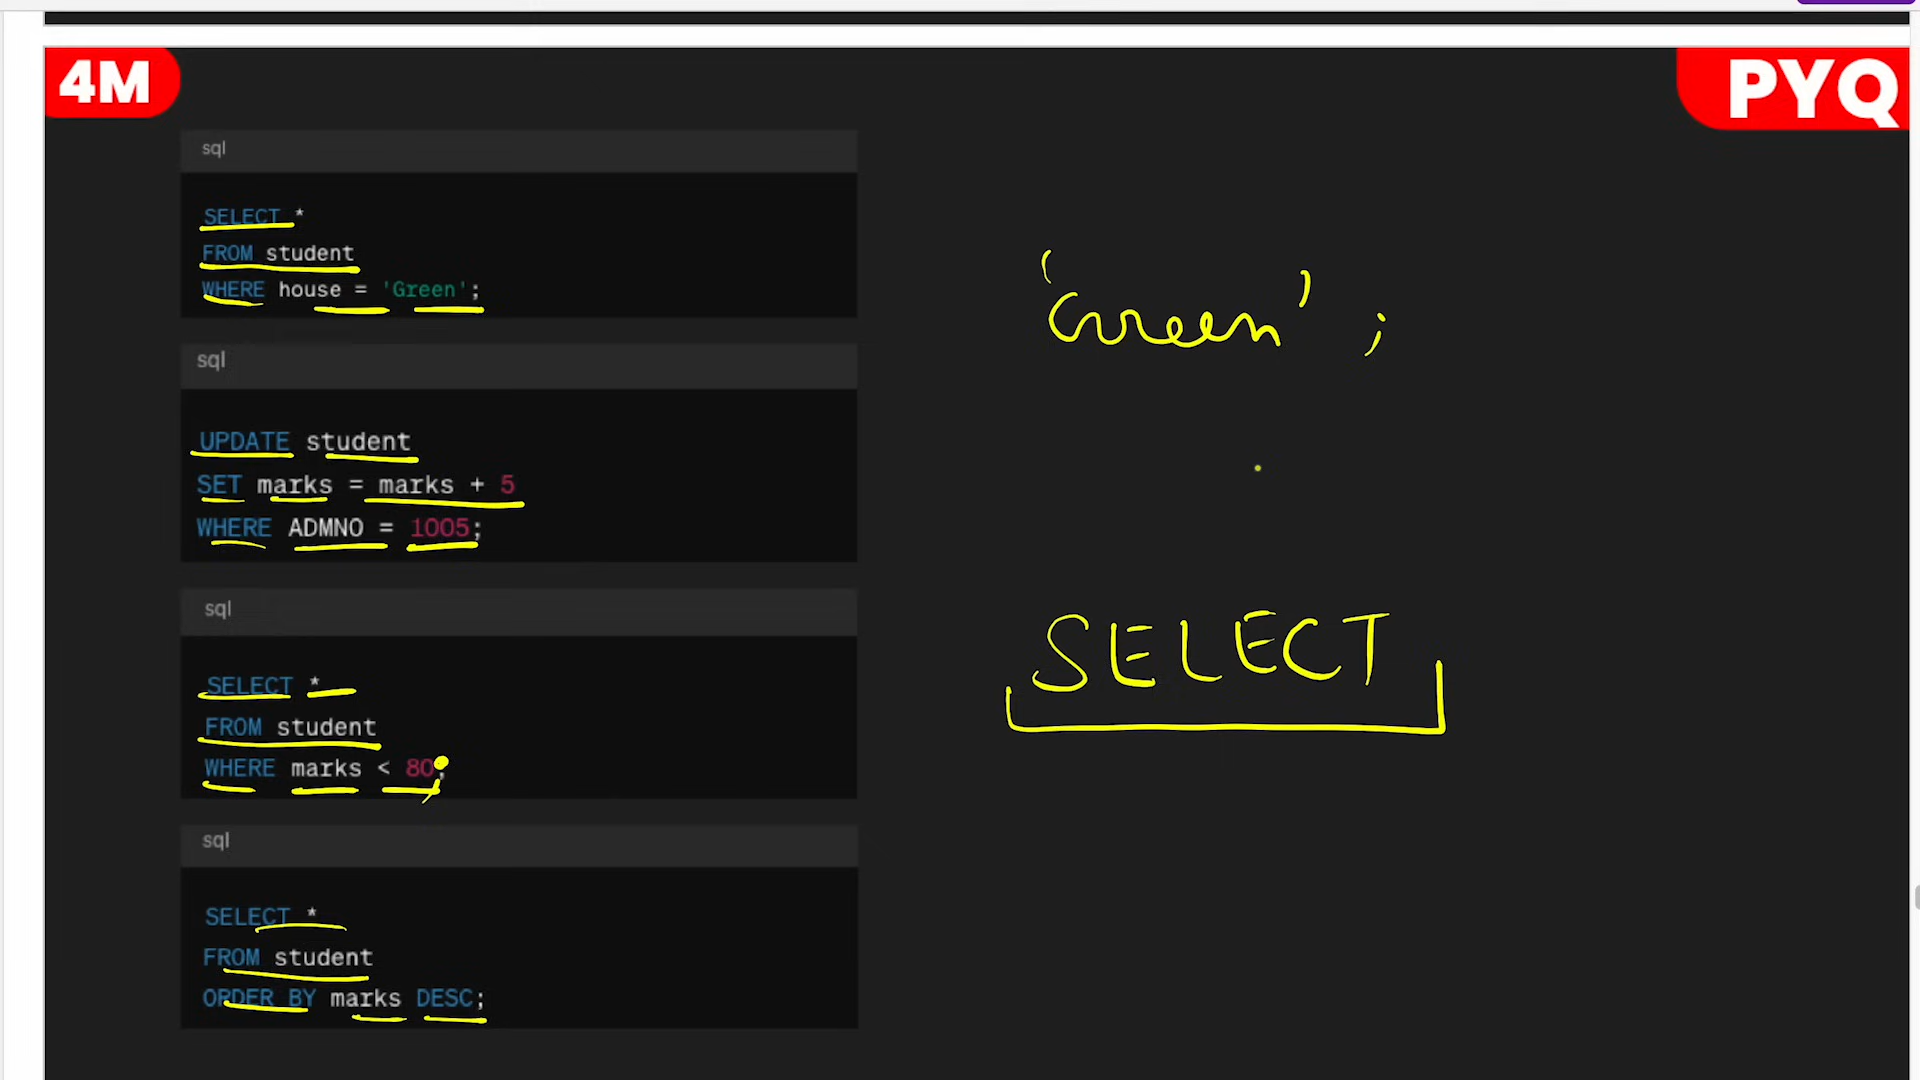 4M
PYQ
sql
SELECT *
FROM student
WHERE house = 'Green';
'Green' ;
sql
UPDATE student
SET marks = marks + 5
WHERE ADMNO = 1005;
sql
SELECT *
FROM student
WHERE marks < 80;
SELECT
sql
SELECT *
FROM student
ORDER BY marks DESC;